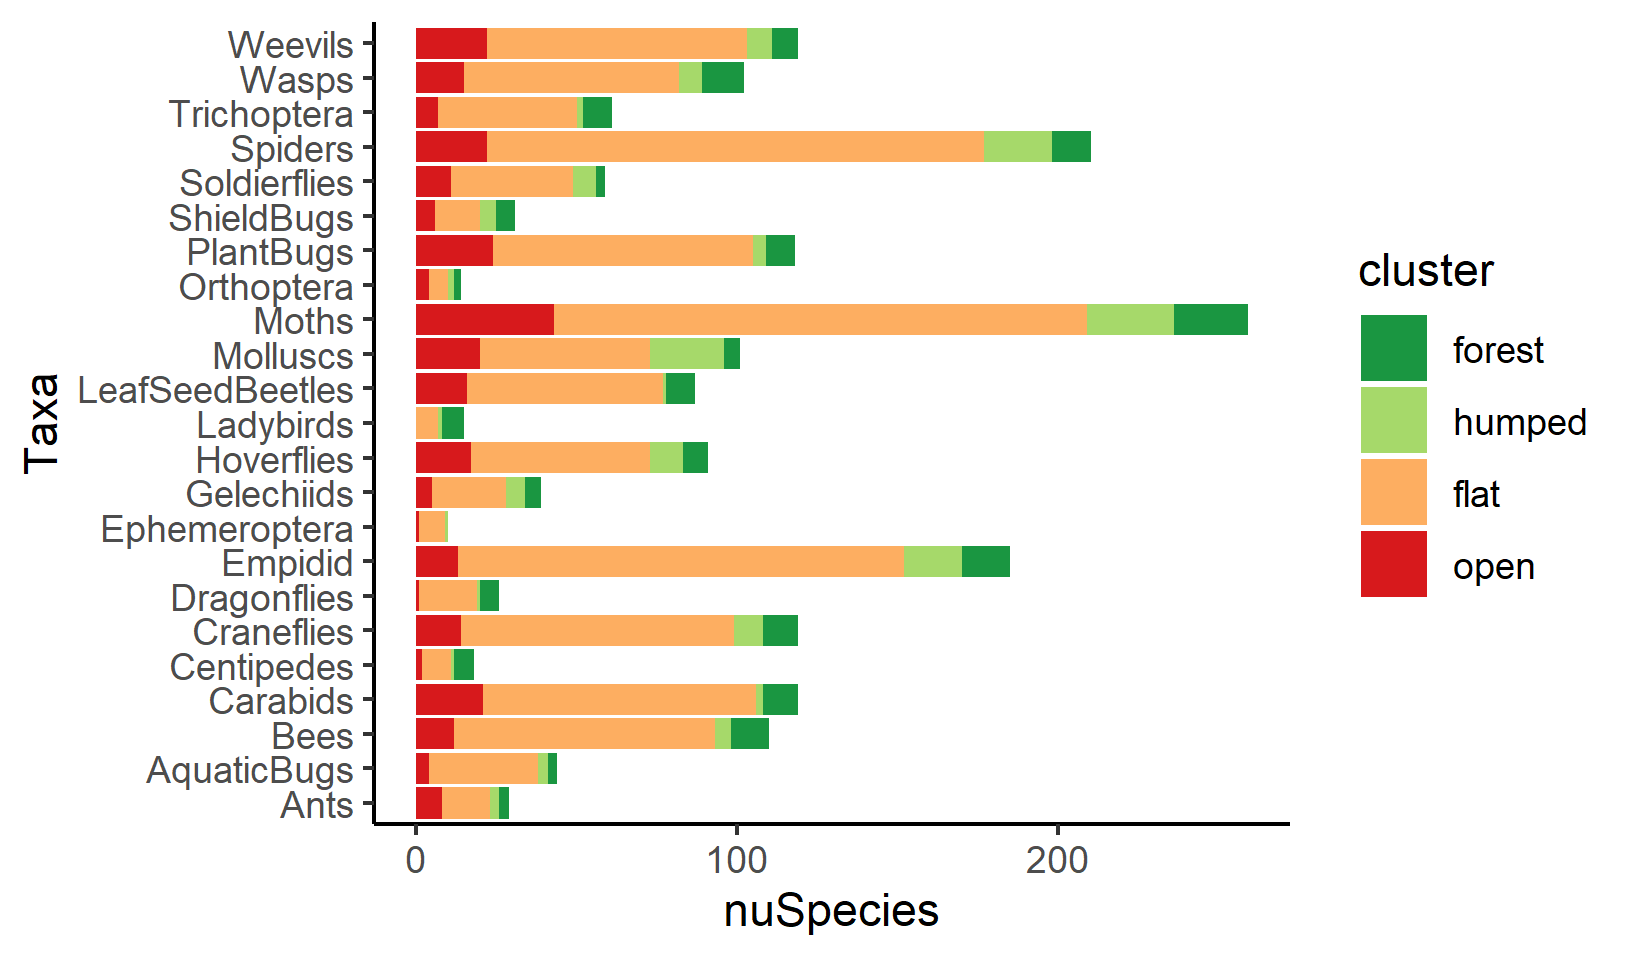 Weevils
Wasps
Trichoptera
Spiders
Soldierflies
ShieldBugs
PlantBugs
Orthoptera
Moths
Molluscs
LeafSeedBeetles
Ladybirds
Hoverflies
Gelechiids
Ephemeroptera
Empidid
Dragonflies
Craneflies
Centipedes
Carabids
Bees
AquaticBugs
Ants
Taxa
0 100 200
nuSpecies
cluster
forest
humped
flat
open